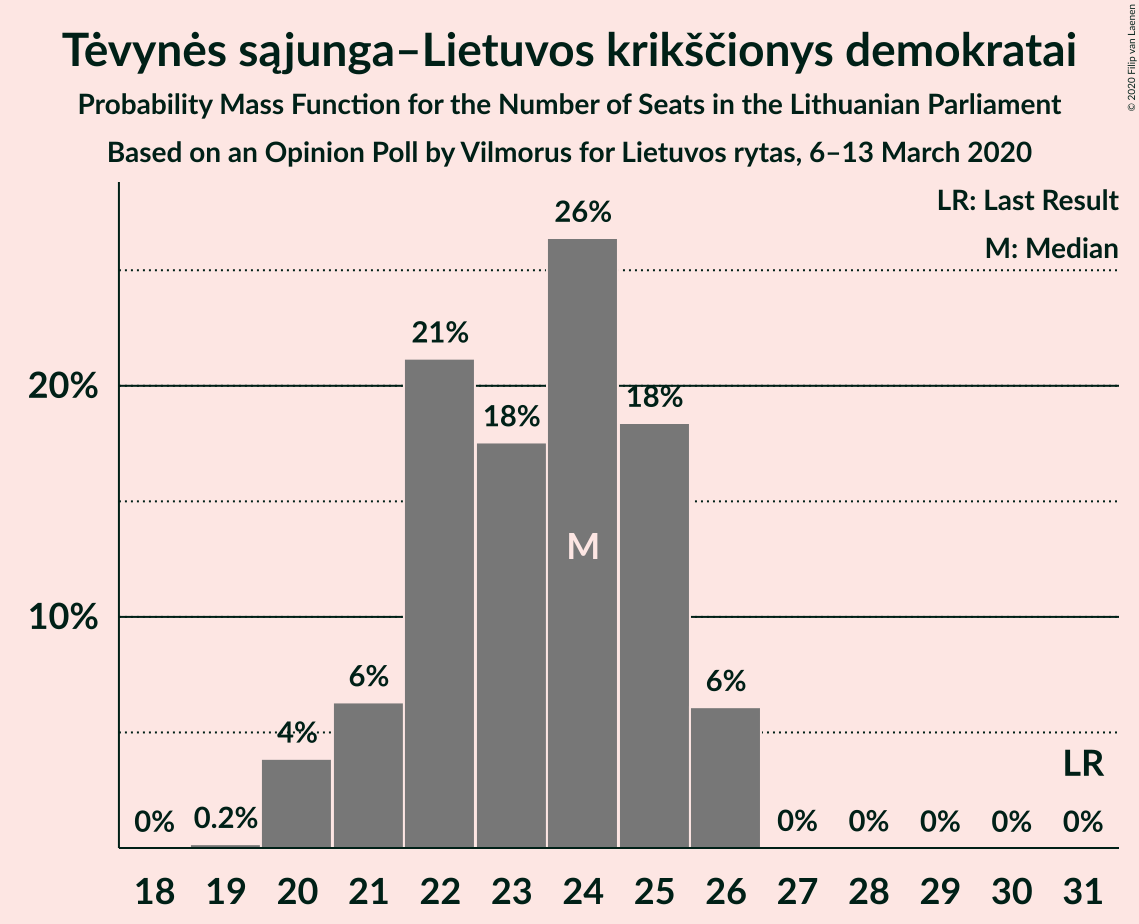 Tėvynės sąjunga–Lietuvos krikščionys demokratai
Probability Mass Function for the Number of Seats in the Lithuanian Parliament
Based on an Opinion Poll by Vilmorus for Lietuvos rytas, 6–13 March 2020
© 2020 Filip van Laenen
LR: Last Result
M: Median
26%
21%
20%
18%
18%
M
10%
6%
6%
4%
LR
0% 0.2% 0% 0% 0% 0% 0%
18 19 20 21 22 23 24 25 26 27 28 29 30 31